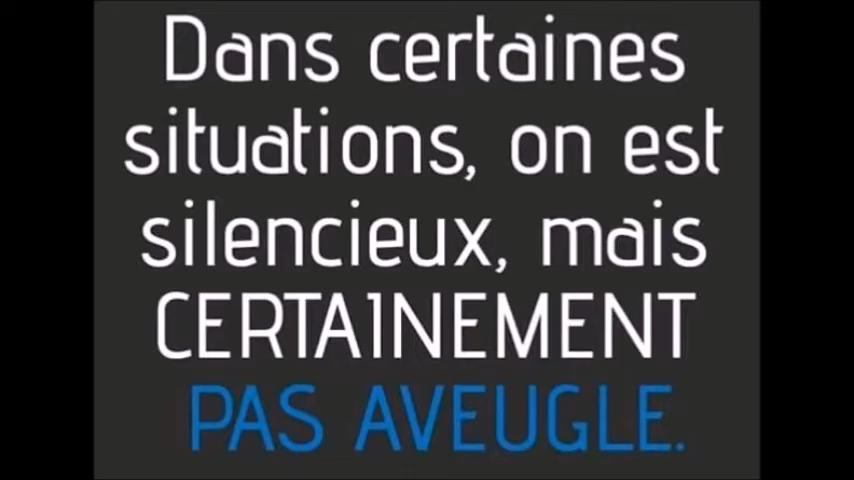 Dans certaines
situations, on est
silencieux, mais
CERTAINEMENT
PAS AVEUGLE.